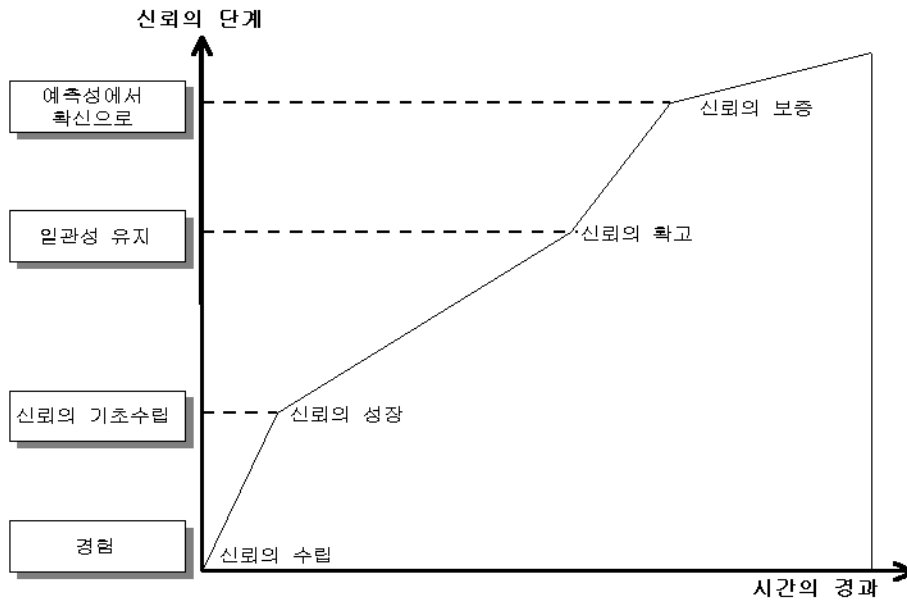 신뢰의 단계
예측성에서
확신으로
신뢰의 보증
일관성 유지
신뢰의 확고
신뢰의 기초수립
신뢰의 성장
경험
신뢰의 수립
시간의 경과